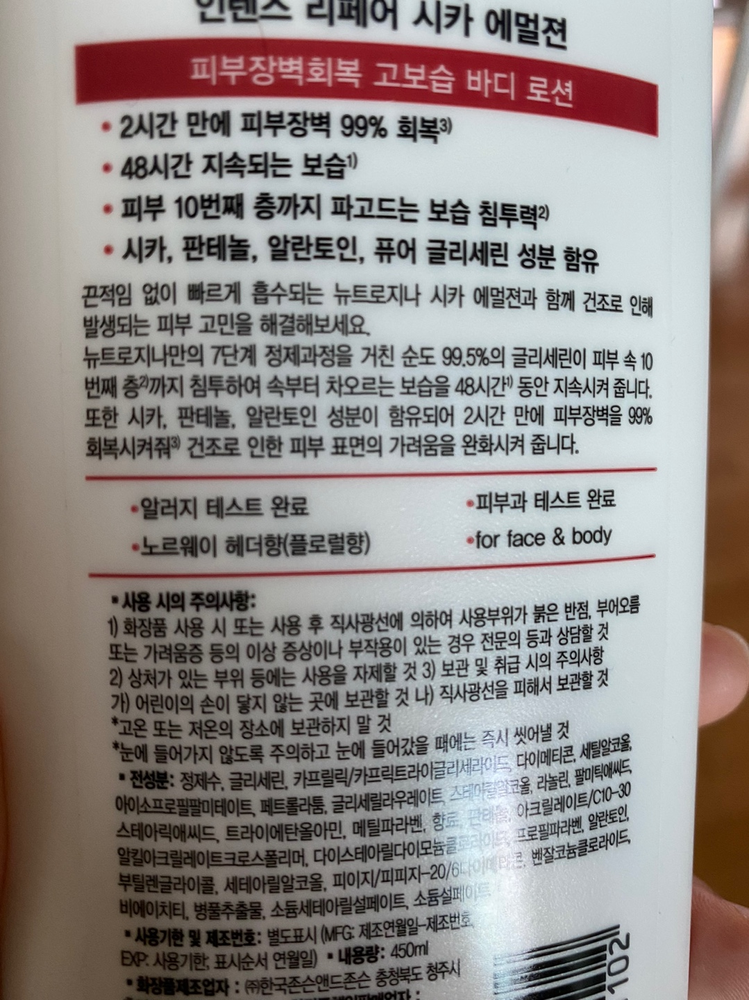 인텐스 리페어 시카 에멀젼
피부장벽회복 고보습 바디 로션
• 2시간 만에 피부장벽 99% 회복3)
• 48시간 지속되는 보습1)
• 피부 10번째 층까지 파고드는 보습 침투력2)
• 시카, 판테놀, 알란토인, 퓨어 글리세린 성분 함유
끈적임 없이 빠르게 흡수되는 뉴트로지나 시카 에멀젼과 함께 건조로 인해
발생되는 피부 고민을 해결해보세요.
뉴트로지나만의 7단계 정제과정을 거친 순도 99.5%의 글리세린이 피부 속 10
번째 층2)까지 침투하여 속부터 차오르는 보습을 48시간1) 동안 지속시켜 줍니다.
또한 시카, 판테놀, 알란토인 성분이 함유되어 2시간 만에 피부장벽을 99%
회복시켜줘3) 건조로 인한 피부 표면의 가려움을 완화시켜 줍니다.
•알러지 테스트 완료 •피부과 테스트 완료
•노르웨이 헤더향(플로럴향) •for face & body
▪사용 시의 주의사항:
1) 화장품 사용 시 또는 사용 후 직사광선에 의하여 사용부위가 붉은 반점, 부어오름
또는 가려움증 등의 이상 증상이나 부작용이 있는 경우 전문의 등과 상담할 것
2) 상처가 있는 부위 등에는 사용을 자제할 것 3) 보관 및 취급 시의 주의사항
가) 어린이의 손이 닿지 않는 곳에 보관할 것 나) 직사광선을 피해서 보관할 것
*고온 또는 저온의 장소에 보관하지 말 것
*눈에 들어가지 않도록 주의하고 눈에 들어갔을 때에는 즉시 씻어낼 것
▪전성분: 정제수, 글리세린, 카프릴릭/카프릭트라이글리세라이드, 다이메티콘, 세틸알코올,
아이소프로필팔미테이트, 페트롤라툼, 글리세릴라우레이트, 스테아릴알코올, 라놀린, 팔미틱애씨드,
스테아릭애씨드, 트라이에탄올아민, 메틸파라벤, 향료, 판테놀, 아크릴레이트/C10-30
알킬아크릴레이트크로스폴리머, 다이스테아릴다이모늄클로라이드, 프로필파라벤, 알란토인,
부틸렌글라이콜, 세테아릴알코올, 피이지/피피지-20/6다이메티콘, 벤잘코늄클로라이드,
비에이치티, 병풀추출물, 소듐세테아릴설페이트, 소듐설페이트
▪사용기한 및 제조번호: 별도표시 (MFG: 제조연월일-제조번호,
EXP: 사용기한, 표시순서 연월일) ▪내용량: 450ml
▪화장품제조업자 : ㈜한국존슨앤드존슨 충청북도 청주시
102